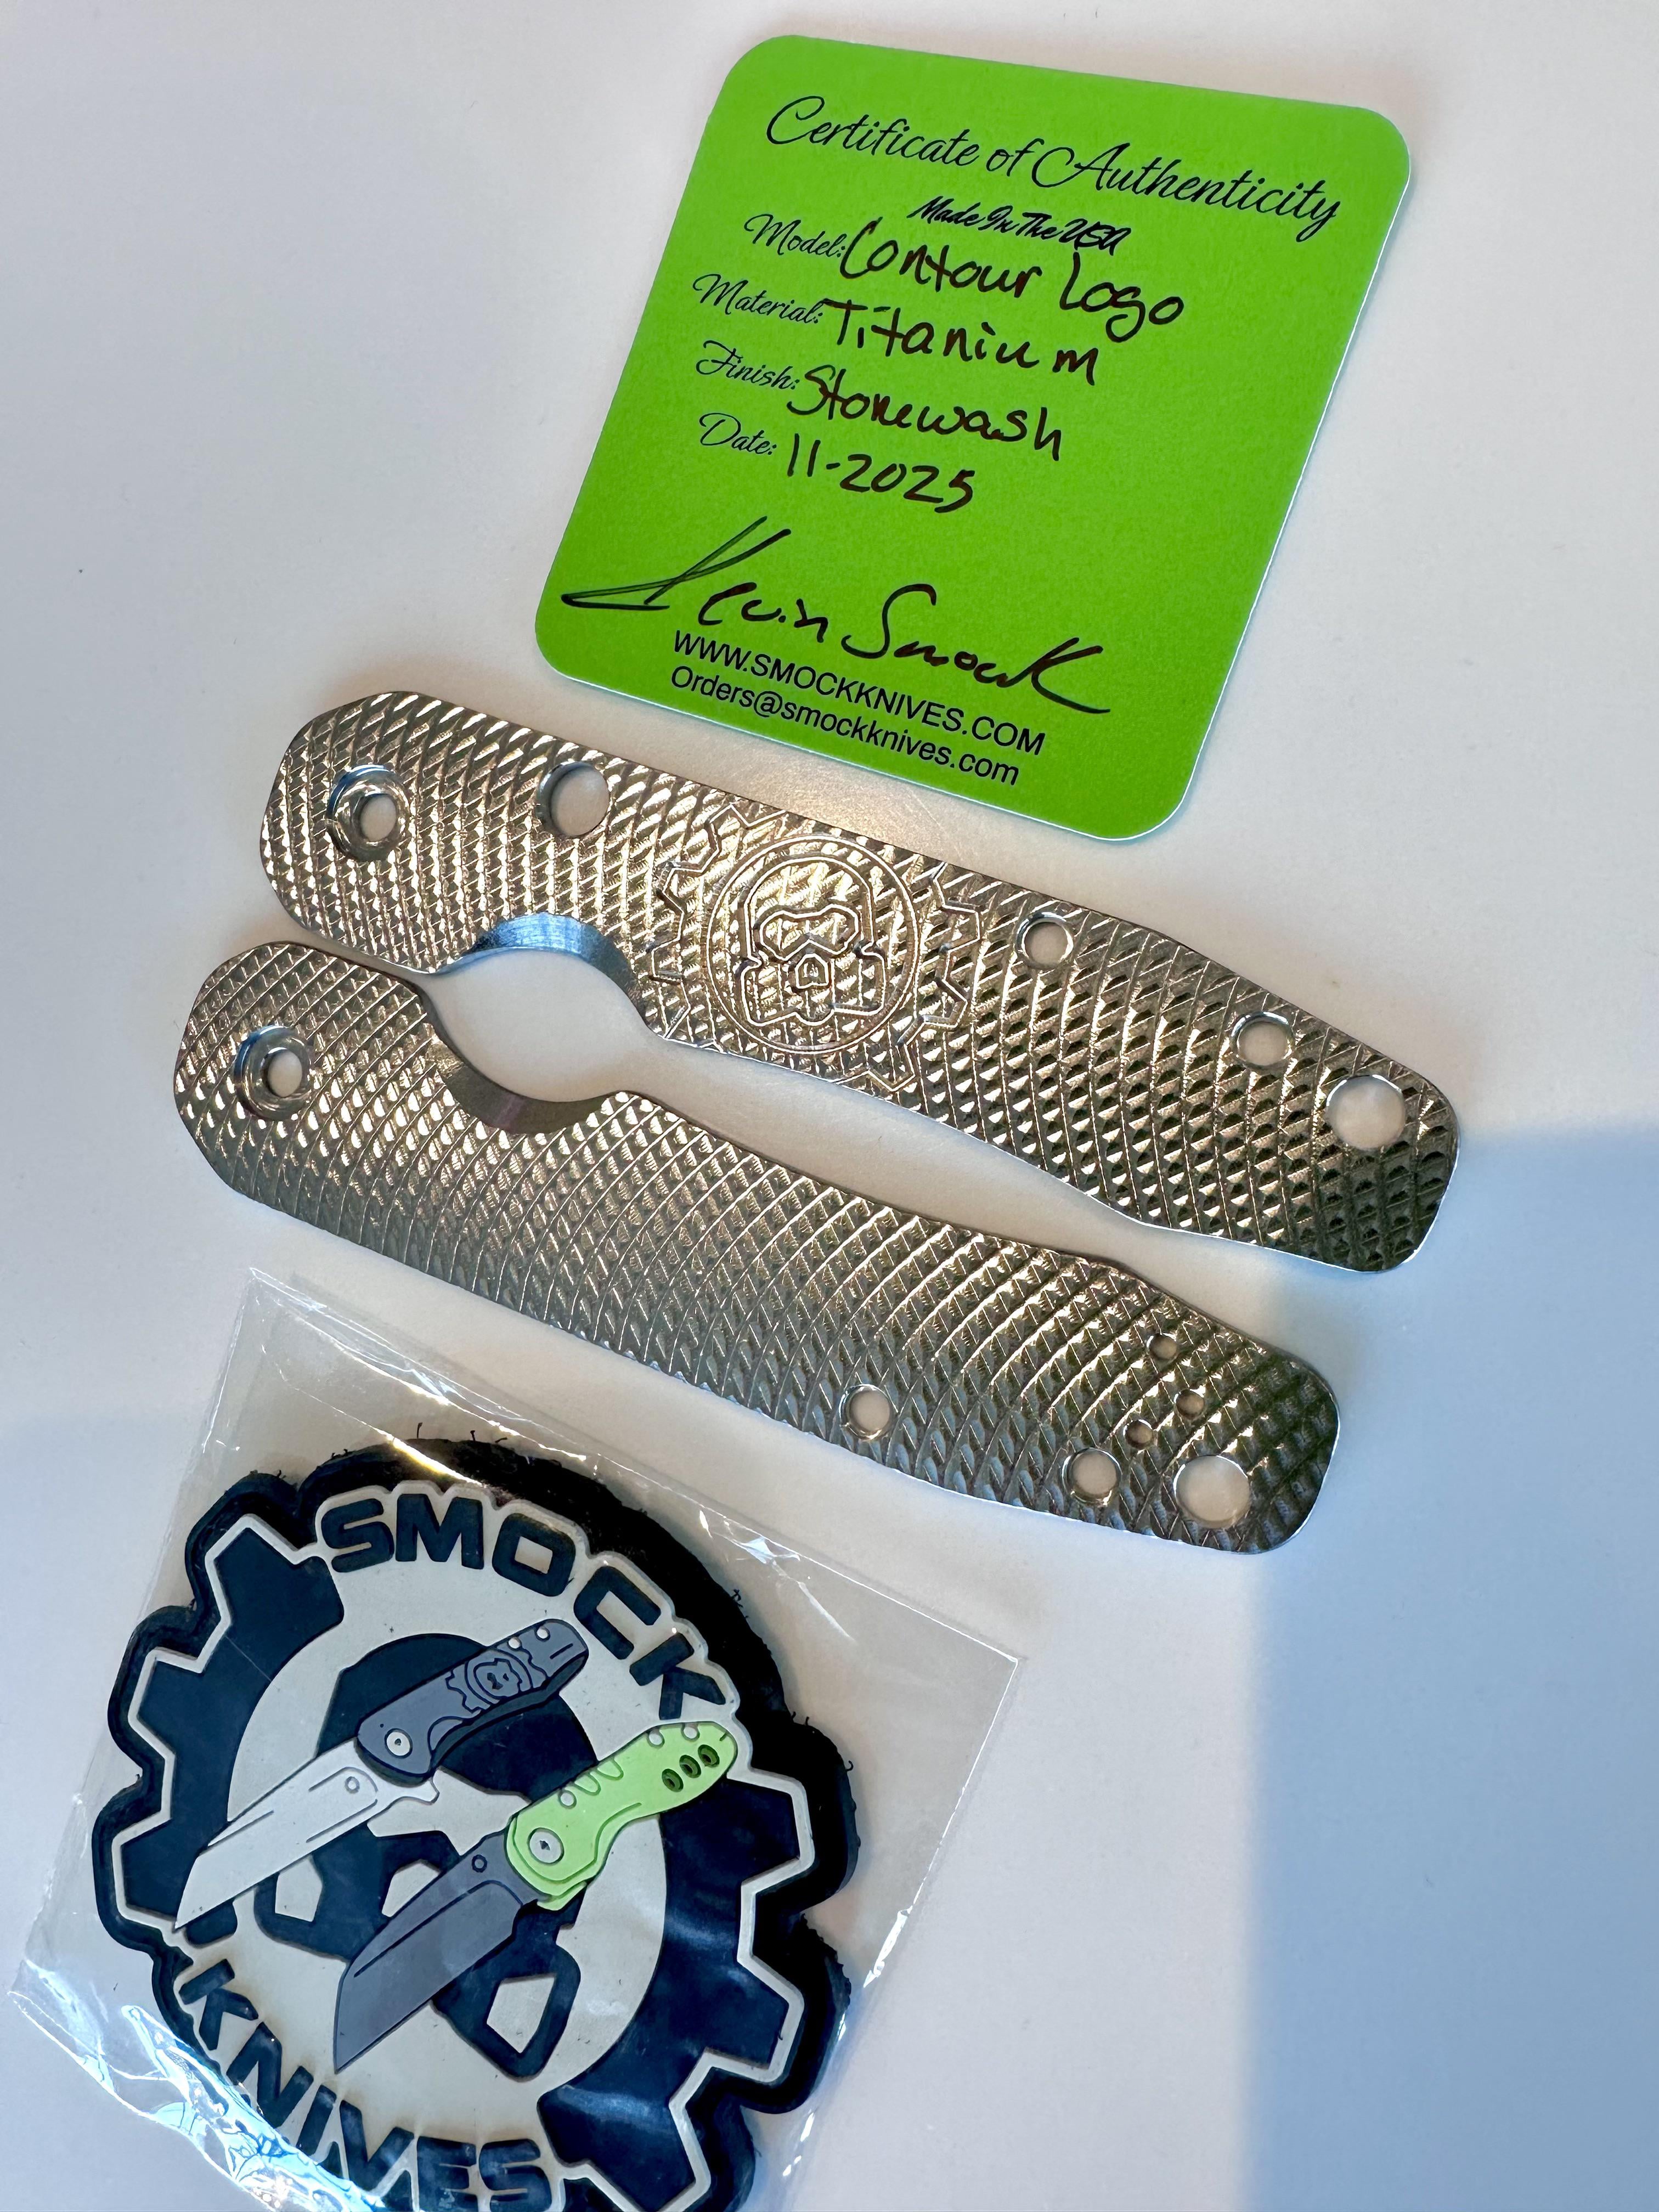 Certificate of Authenticity
Made In The USA
Model: Contour Logo
Material: Titanium
Finish: Stonewash
Date: 11-2025
Kevin Smock
WWW.SMOCKKNIVES.COM
Orders@smockknives.com
SMOCK
KNIVES